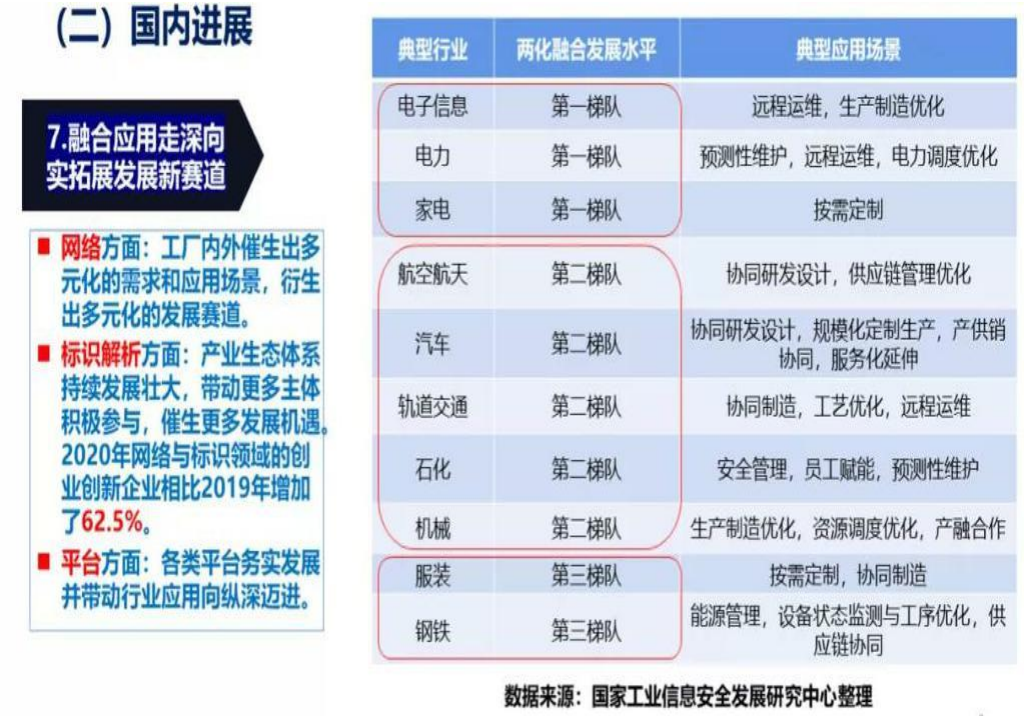 （二）国内进展
7.融合应用走深向
实拓展发展新赛道
■ 网络方面：工厂内外催生出多
元化的需求和应用场景，衍生
出多元化的发展赛道。
■ 标识解析方面：产业生态体系
持续发展壮大，带动更多主体
积极参与，催生更多发展机遇。
2020年网络与标识领域的创
业创新企业相比2019年增加
了62.5%。
■ 平台方面：各类平台务实发展
并带动行业应用向纵深迈进。
典型行业 两化融合发展水平 典型应用场景
电子信息 第一梯队 远程运维，生产制造优化
电力 第一梯队 预测性维护，远程运维，电力调度优化
家电 第一梯队 按需定制
航空航天 第二梯队 协同研发设计，供应链管理优化
汽车 第二梯队 协同研发设计，规模化定制生产，产供销
协同，服务化延伸
轨道交通 第二梯队 协同制造，工艺优化，远程运维
石化 第二梯队 安全管理，员工赋能，预测性维护
机械 第二梯队 生产制造优化，资源调度优化，产融合作
服装 第三梯队 按需定制，协同制造
钢铁 第三梯队 能源管理，设备状态监测与工序优化，供
应链协同
数据来源：国家工业信息安全发展研究中心整理